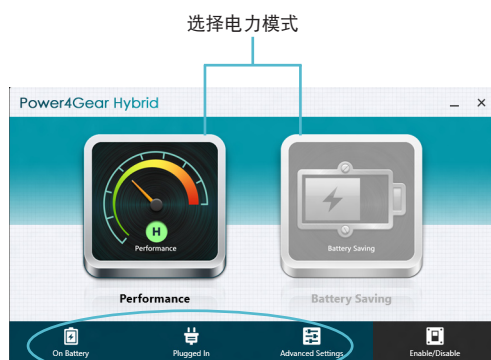 选择电力模式
Power4Gear Hybrid
H
Performance
Battery Saving
Performance
Battery Saving
On Battery
Plugged In
Advanced Settings
Enable/Disable